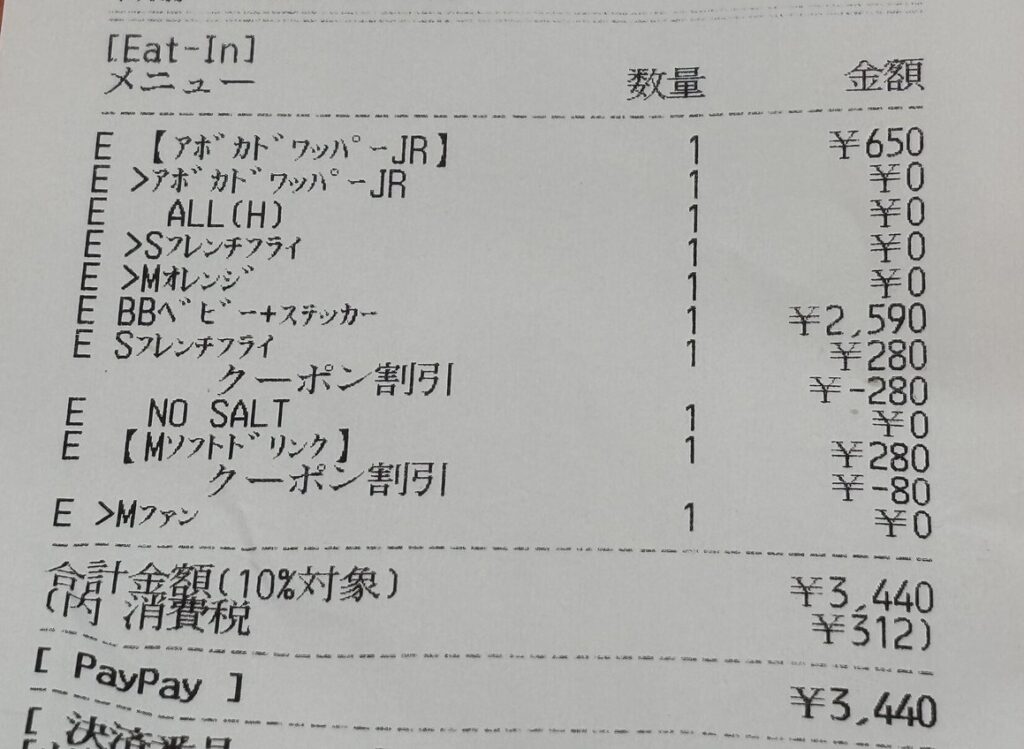 [Eat-In]
メニュー 数量 金額
E 【ｱﾎﾞｶﾄﾞﾜｯﾊﾟｰJR】 1 ¥650
E >ｱﾎﾞｶﾄﾞﾜｯﾊﾟｰJR 1 ¥0
E ALL(H) 1 ¥0
E >Sﾌﾚﾝﾁﾌﾗｲ 1 ¥0
E >Mｵﾚﾝｼﾞ 1 ¥0
E BBﾍﾞﾋﾞｰ+ｽﾃｯｶｰ 1 ¥2,590
E Sﾌﾚﾝﾁﾌﾗｲ 1 ¥280
クーポン割引 ¥-280
E NO SALT 1 ¥0
E 【Mｿﾌﾄﾄﾞﾘﾝｸ】 1 ¥280
クーポン割引 ¥-80
E >Mﾌｧﾝ 1 ¥0
合計金額(10%対象) ¥3,440
(内 消費税 ¥312)
[ PayPay ] ¥3,440
[ 決済番号